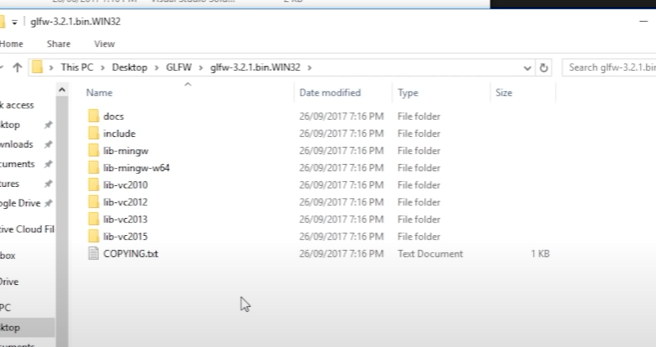 glfw-3.2.1.bin.WIN32
Home Share View
This PC > Desktop > GLFW > glfw-3.2.1.bin.WIN32 >
Search glfw-3.2.1.bin
Name Date modified Type Size
k access
ktop
wnloads
cuments
tures
ogle Drive
tive Cloud Fil
box
Drive
PC
ktop
docs 26/09/2017 7:16 PM File folder
include 26/09/2017 7:16 PM File folder
lib-mingw 26/09/2017 7:16 PM File folder
lib-mingw-w64 26/09/2017 7:16 PM File folder
lib-vc2010 26/09/2017 7:16 PM File folder
lib-vc2012 26/09/2017 7:16 PM File folder
lib-vc2013 26/09/2017 7:16 PM File folder
lib-vc2015 26/09/2017 7:16 PM File folder
COPYING.txt 26/09/2017 7:16 PM Text Document 1 KB